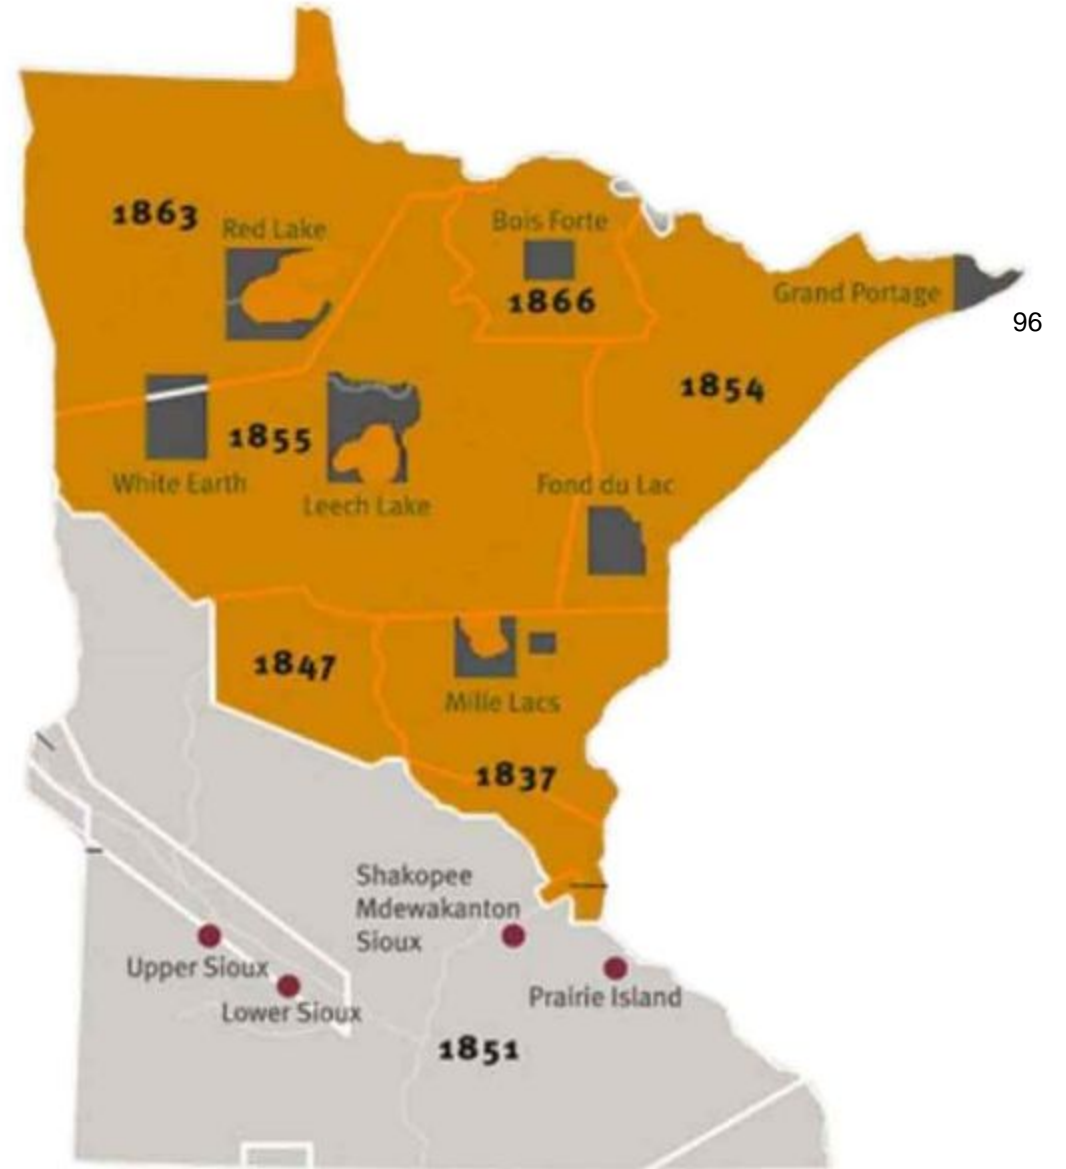 1863
Red Lake
Bois Forte
1866
Grand Portage
96
1854
1855
White Earth
Leech Lake
Fond du Lac
1847
Mille Lacs
1837
Shakopee
Mdewakanton
Sioux
Upper Sioux
Lower Sioux
Prairie Island
1851